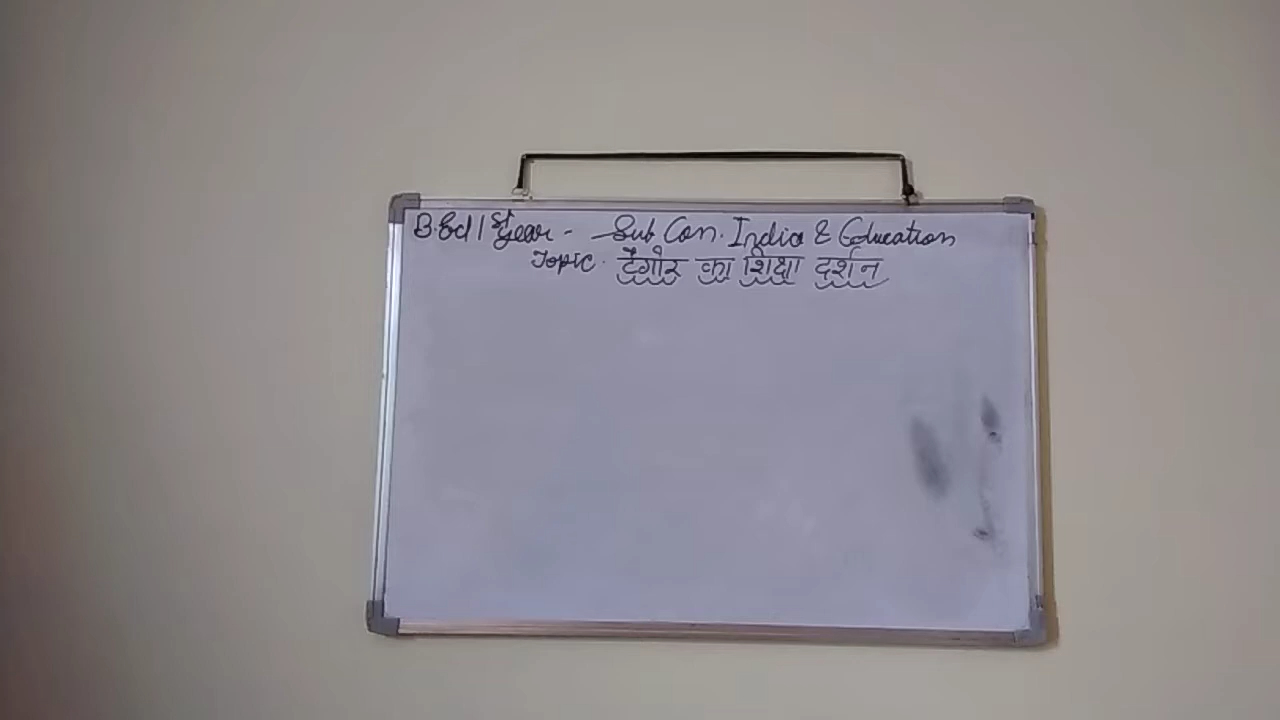 B.Ed 1st Year - Sub Con. India & Education
Topic. टैगोर का शिक्षा दर्शन